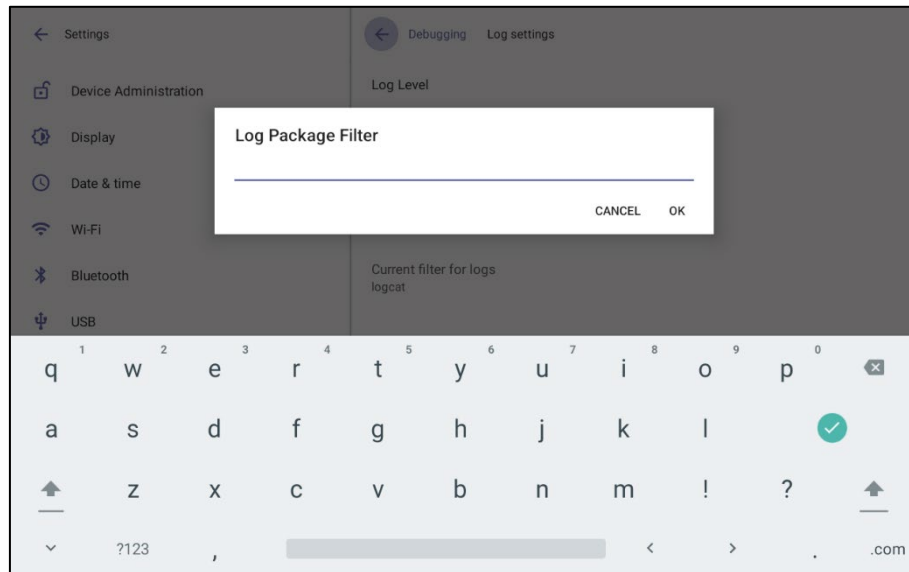 Settings
Debugging Log settings
Device Administration
Log Level
Display
Log Package Filter
Date & time
CANCEL OK
Wi-Fi
Current filter for logs
Bluetooth
logcat
USB
1 2 3 4 5 6 7 8 9 0
q w e r t y u i o p
a s d f g h j k l
z x c v b n m ! ?
?123 , < > . .com